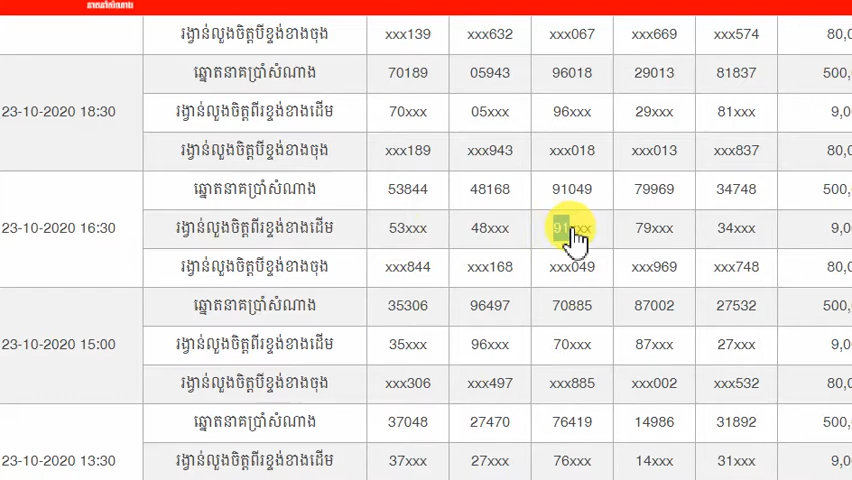 រង្វាន់លួងចិត្តបីខ្ទង់ខាងចុង xxx139 xxx632 xxx067 xxx669 xxx574 80,0
ឆ្នោតនាគប្រាំសំណាង 70189 05943 96018 29013 81837 500,
23-10-2020 18:30 រង្វាន់លួងចិត្តពីរខ្ទង់ខាងដើម 70xxx 05xxx 96xxx 29xxx 81xxx 9,0
រង្វាន់លួងចិត្តបីខ្ទង់ខាងចុង xxx189 xxx943 xxx018 xxx013 xxx837 80,0
ឆ្នោតនាគប្រាំសំណាង 53844 48168 91049 79969 34748 500,
23-10-2020 16:30 រង្វាន់លួងចិត្តពីរខ្ទង់ខាងដើម 53xxx 48xxx 91xxx 79xxx 34xxx 9,0
រង្វាន់លួងចិត្តបីខ្ទង់ខាងចុង xxx844 xxx168 xxx049 xxx969 xxx748 80,0
ឆ្នោតនាគប្រាំសំណាង 35306 96497 70885 87002 27532 500,
23-10-2020 15:00 រង្វាន់លួងចិត្តពីរខ្ទង់ខាងដើម 35xxx 96xxx 70xxx 87xxx 27xxx 9,0
រង្វាន់លួងចិត្តបីខ្ទង់ខាងចុង xxx306 xxx497 xxx885 xxx002 xxx532 80,0
ឆ្នោតនាគប្រាំសំណាង 37048 27470 76419 14986 31892 500,
23-10-2020 13:30 រង្វាន់លួងចិត្តពីរខ្ទង់ខាងដើម 37xxx 27xxx 76xxx 14xxx 31xxx 9,0